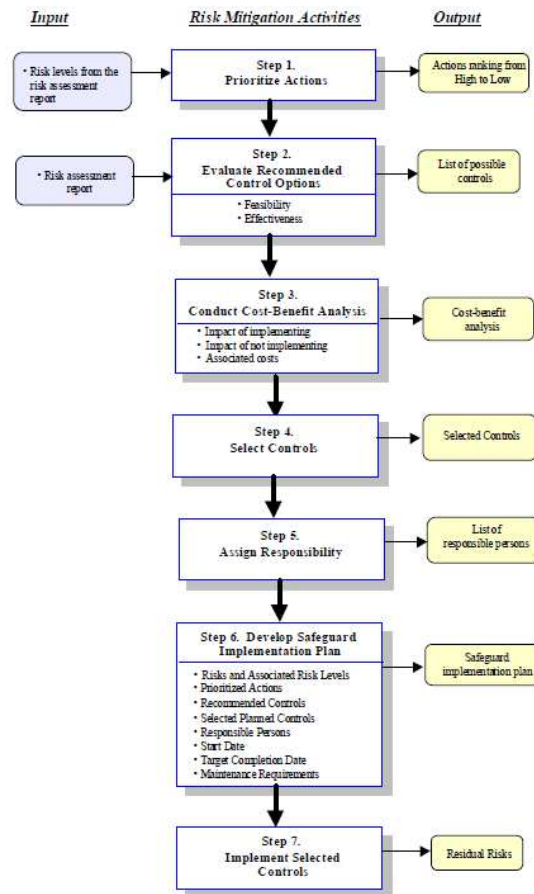 Input
Risk Mitigation Activities
Output
• Risk levels from the
risk assessment
report
Step 1.
Prioritize Actions
Actions ranking from
High to Low
• Risk assessment
report
Step 2.
Evaluate Recommended
Control Options
• Feasibility
• Effectiveness
List of possible
controls
Step 3.
Conduct Cost-Benefit Analysis
• Impact of implementing
• Impact of not implementing
• Associated costs
Cost-benefit
analysis
Step 4.
Select Controls
Selected Controls
Step 5.
Assign Responsibility
List of
responsible persons
Step 6. Develop Safeguard
Implementation Plan
• Risks and Associated Risk Levels
• Prioritized Actions
• Recommended Controls
• Selected Planned Controls
• Responsible Persons
• Start Date
• Target Completion Date
• Maintenance Requirements
Safeguard
implementation plan
Step 7.
Implement Selected
Controls
Residual Risks